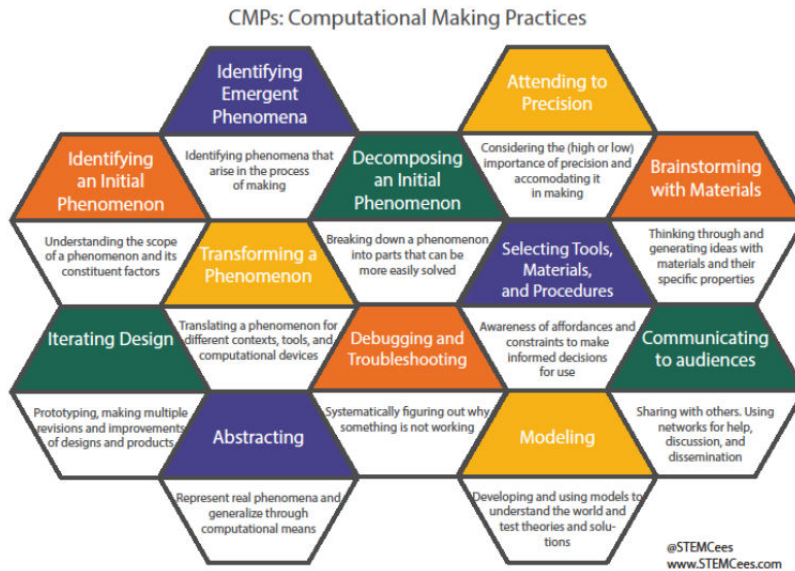 CMPs: Computational Making Practices
Identifying
Emergent
Phenomena
Identifying phenomena that
arise in the process
of making
Attending to
Precision
Considering the (high or low)
importance of precision and
accomodating it
in making
Identifying
an Initial
Phenomenon
Understanding the scope
of a phenomenon and its
constituent factors
Decomposing
an Initial
Phenomenon
Breaking down a phenomenon
into parts that can be
more easily solved
Brainstorming
with Materials
Thinking through and
generating ideas with
materials and their
specific properties
Transforming a
Phenomenon
Translating a phenomenon for
different contexts, tools, and
computational devices
Selecting Tools,
Materials,
and Procedures
Awareness of affordances and
constraints to make
informed decisions
for use
Iterating Design
Prototyping, making multiple
revisions and improvements
of designs and products
Debugging and
Troubleshooting
Systematically figuring out why
something is not working
Communicating
to audiences
Sharing with others. Using
networks for help,
discussion, and
dissemination
Abstracting
Represent real phenomena and
generalize through
computational means
Modeling
Developing and using models to
understand the world and
test theories and solu-
tions
@STEMCees
www.STEMCees.com